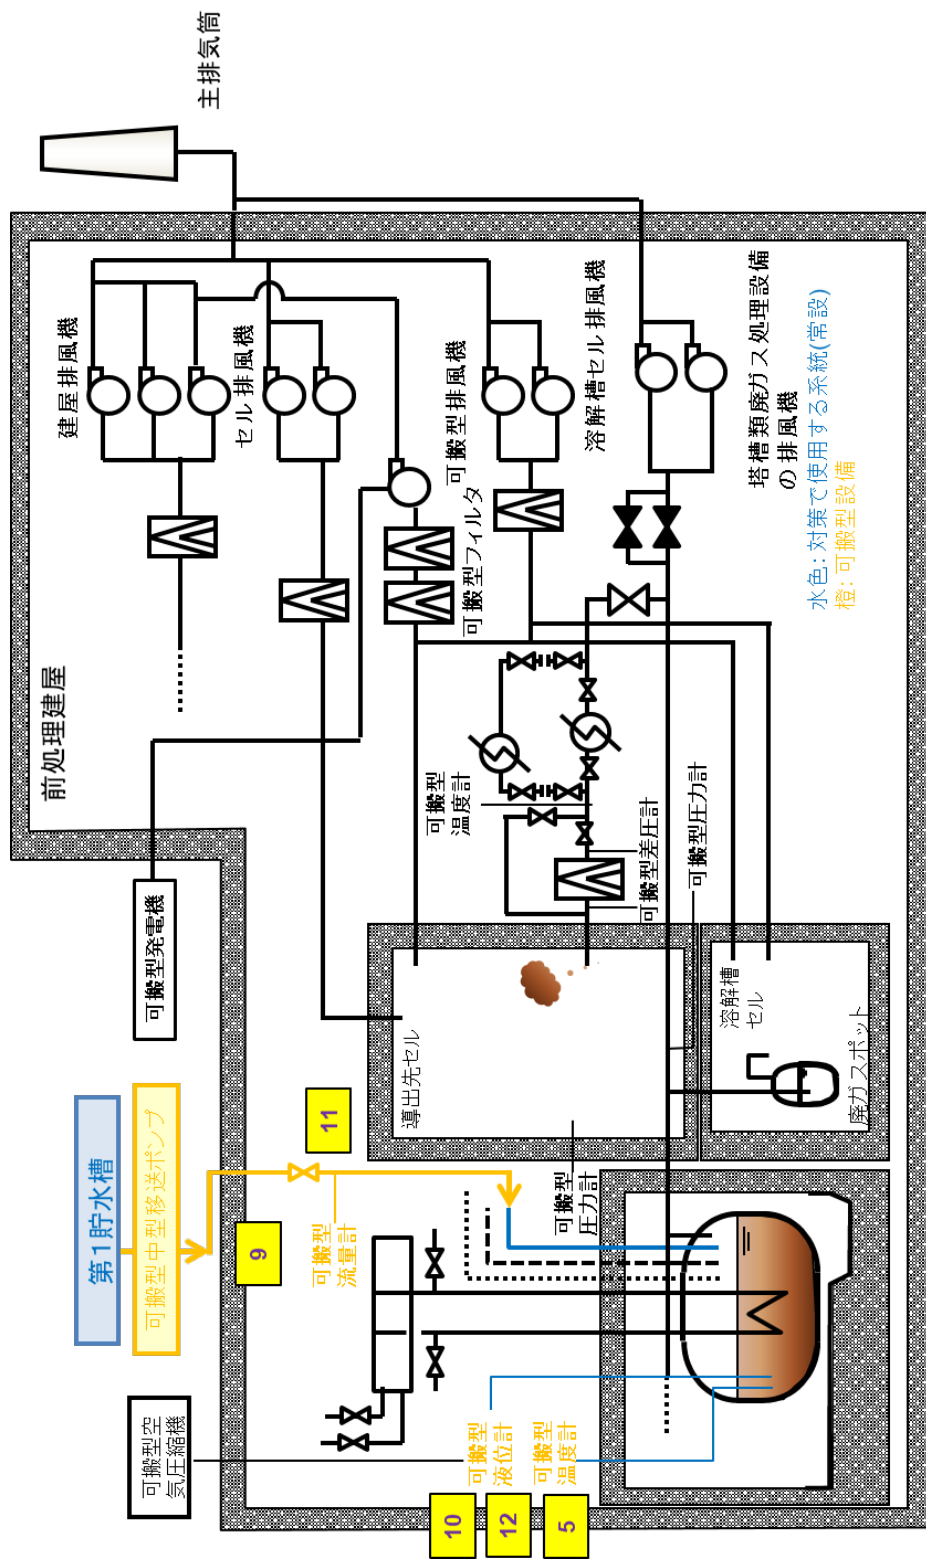 主排気筒
前処理建屋
建屋排風機
セル排風機
可搬型排風機
可搬型フィルタ
溶解槽セル排風機
塔槽類廃ガス処理設備
の排風機
水色：対策で使用する系統(常設)
橙：可搬型設備
可搬型発電機
第１貯水槽
可搬型中型移送ポンプ
可搬型空
気圧縮機
9
11
可搬型
流量計
導出先セル
可搬型
温度計
可搬型差圧計
可搬型圧力計
可搬型
圧力計
溶解槽
セル
廃ガスポット
可搬型
液位計
可搬型
温度計
10
12
5